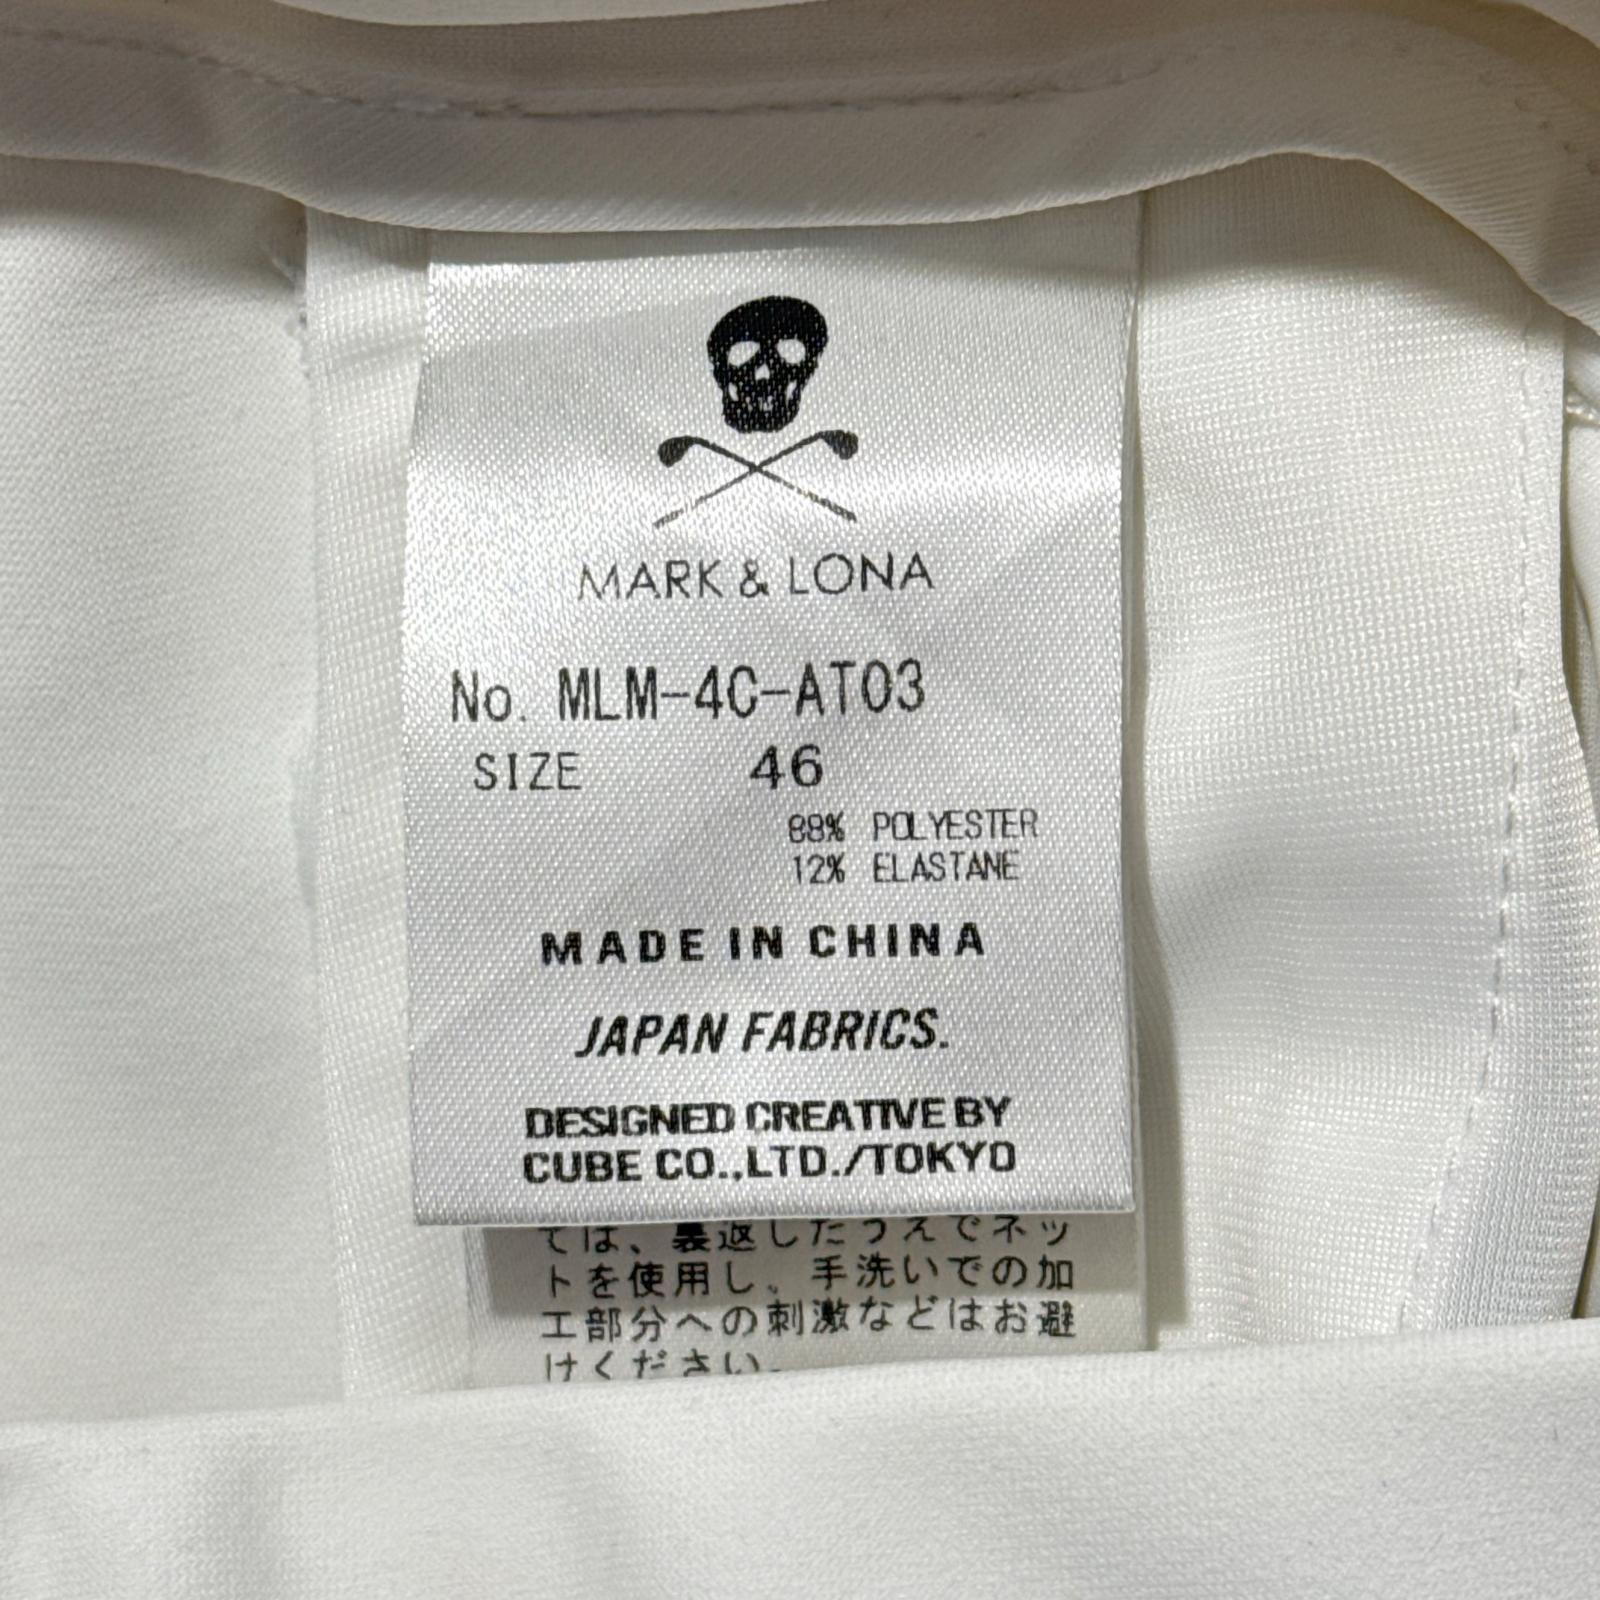 MARK & LONA
No. MLM-4C-AT03
SIZE 46
88% POLYESTER
12% ELASTANE
MADE IN CHINA
JAPAN FABRICS.
DESIGNED CREATIVE BY
CUBE CO.,LTD./TOKYO
ては、裏返したうえでネッ
トを使用し、手洗いでの加
工部分への刺激などはお避
けください。